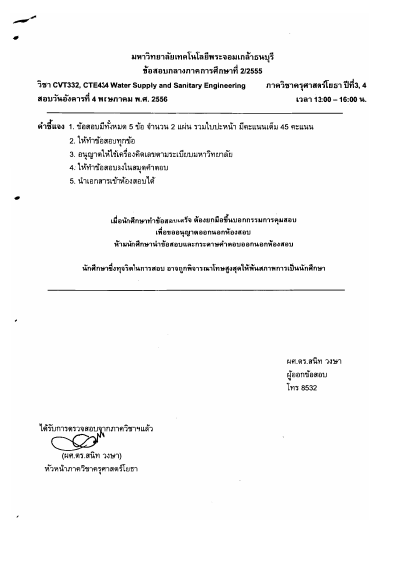 มหาวิทยาลัยเทคโนโลยีพระจอมเกล้าธนบุรี
ข้อสอบกลางภาคการศึกษาที่ 2/2555
วิชา CVT332, CTE434 Water Supply and Sanitary Engineering ภาควิชาครุศาสตร์โยธา ปีที่3, 4
สอบวันอังคารที่ 4 พฤษภาคม พ.ศ. 2556 เวลา 13:00 – 16:00 น.
คำชี้แจง 1. ข้อสอบมีทั้งหมด 5 ข้อ จำนวน 2 แผ่น รวมใบปะหน้า มีคะแนนเต็ม 45 คะแนน
2. ให้ทำข้อสอบทุกข้อ
3. อนุญาตให้ใช้เครื่องคิดเลขตามระเบียบมหาวิทยาลัย
4. ให้ทำข้อสอบลงในสมุดคำตอบ
5. นำเอกสารเข้าห้องสอบได้
เมื่อนักศึกษาทำข้อสอบเสร็จ ต้องยกมือขึ้นบอกกรรมการคุมสอบ
เพื่อขออนุญาตออกนอกห้องสอบ
ห้ามนักศึกษานำข้อสอบและกระดาษคำตอบออกนอกห้องสอบ
นักศึกษาซึ่งทุจริตในการสอบ อาจถูกพิจารณาโทษสูงสุดให้พ้นสภาพการเป็นนักศึกษา
ผศ.ดร.สนิท วงษา
ผู้ออกข้อสอบ
โทร 8532
ได้รับการตรวจสอบจากภาควิชาฯแล้ว
(ผศ.ดร.สนิท วงษา)
หัวหน้าภาควิชาครุศาสตร์โยธา